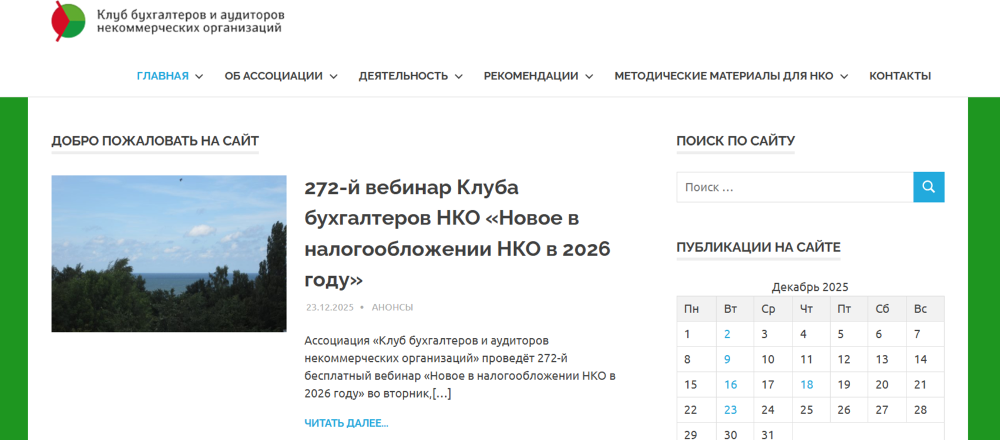 Клуб бухгалтеров и аудиторов
некоммерческих организаций
ГЛАВНАЯ ОБ АССОЦИАЦИИ ДЕЯТЕЛЬНОСТЬ РЕКОМЕНДАЦИИ МЕТОДИЧЕСКИЕ МАТЕРИАЛЫ ДЛЯ НКО КОНТАКТЫ
ДОБРО ПОЖАЛОВАТЬ НА САЙТ
272-й вебинар Клуба
бухгалтеров НКО «Новое в
налогообложении НКО в 2026
году»
23.12.2025 • АНОНСЫ
Ассоциация «Клуб бухгалтеров и аудиторов
некоммерческих организаций» проведёт 272-й
бесплатный вебинар «Новое в налогообложении НКО в
2026 году» во вторник,[…]
ЧИТАТЬ ДАЛЕЕ...
ПОИСК ПО САЙТУ
Поиск …
ПУБЛИКАЦИИ НА САЙТЕ
Декабрь 2025
Пн Вт Ср Чт Пт Сб Вс
1 2 3 4 5 6 7
8 9 10 11 12 13 14
15 16 17 18 19 20 21
22 23 24 25 26 27 28
29 30 31